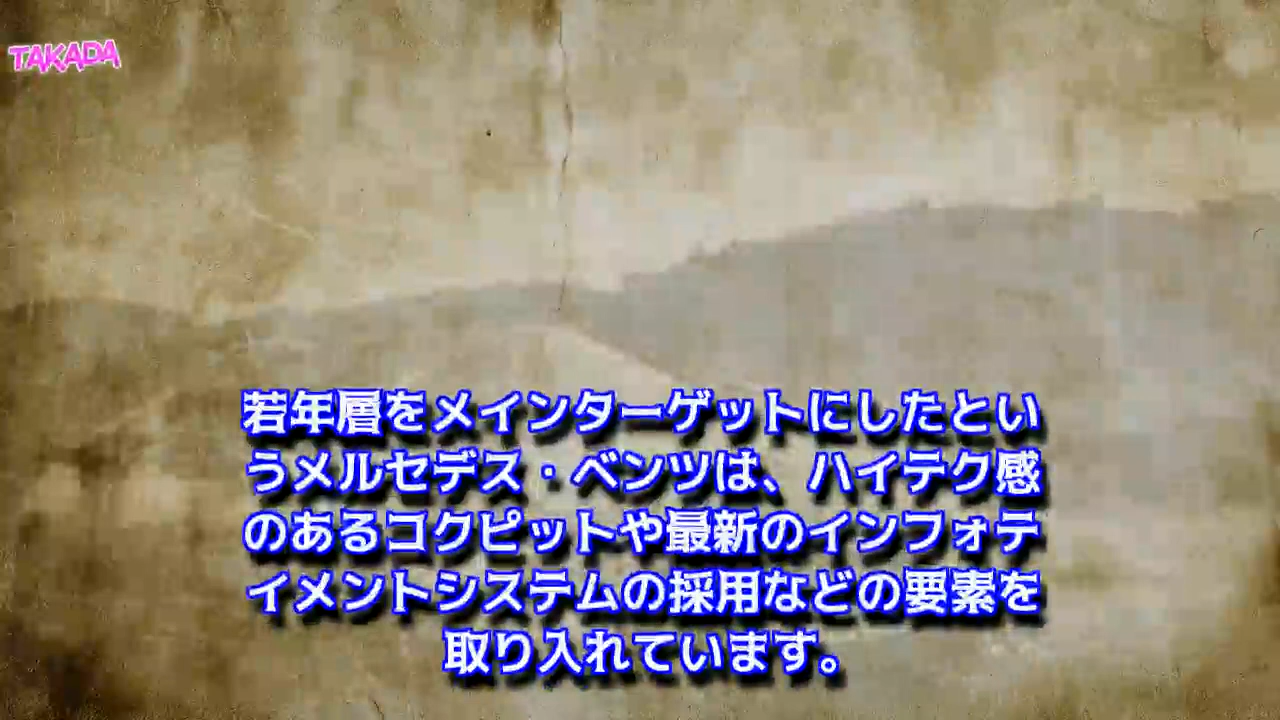 TAKADA
若年層をメインターゲットにしたとい
うメルセデス・ベンツは、ハイテク感
のあるコクピットや最新のインフォテ
イメントシステムの採用などの要素を
取り入れています。